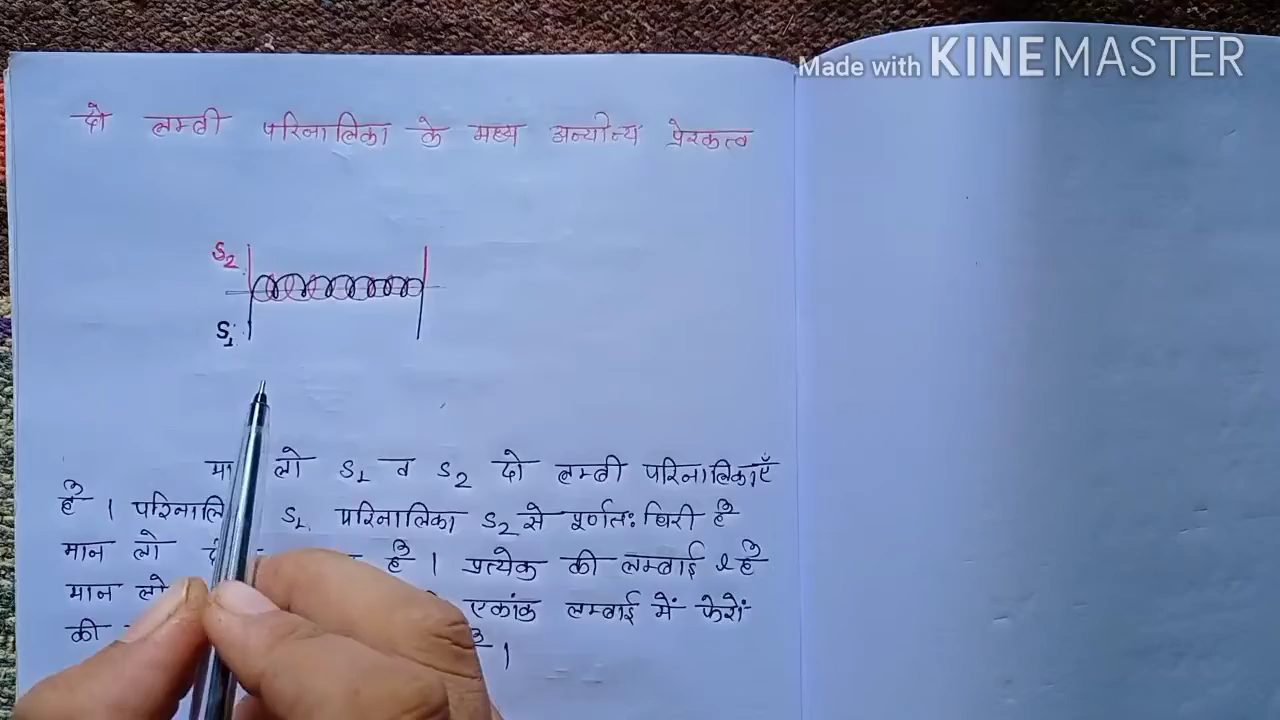 Made with KINEMASTER
दो लम्बी परिनालिका के मध्य अन्योन्य प्रेरकत्व
S₂
S₁
लो S₁ व S₂ दो लम्बी परिनालिकाएँ
है । S₁ परिनालिका S₂ से पूर्णतः घिरी है
मान लो है । प्रत्येक की लम्बाई l है
मान लो एकांक लम्बाई में फेरों
की है ।